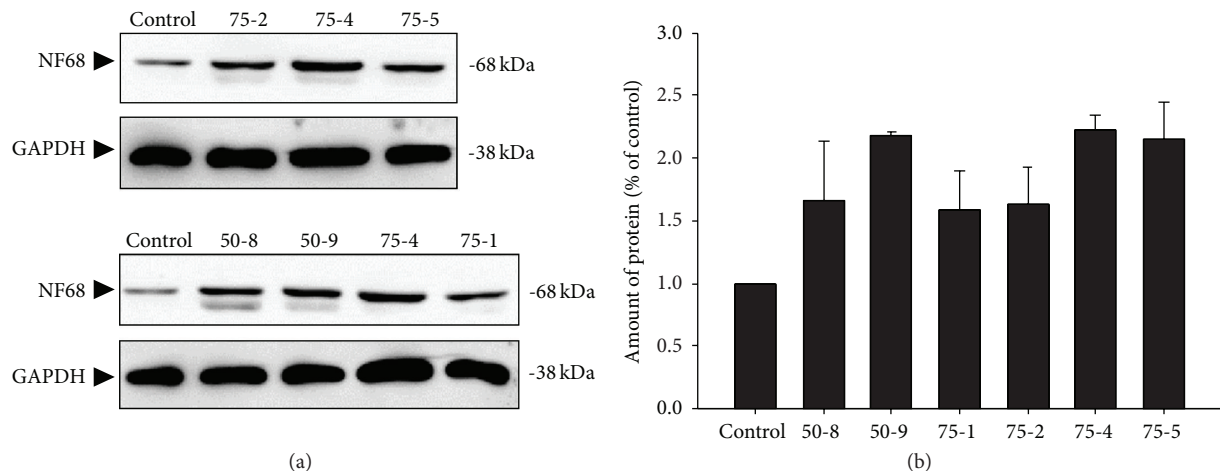 Control 75-2 75-4 75-5
NF68
-68 kDa
GAPDH
-38 kDa
Control 50-8 50-9 75-4 75-1
NF68
-68 kDa
GAPDH
-38 kDa
(a)
Amount of protein (% of control)
3.0
2.5
2.0
1.5
1.0
0.5
0.0
Control 50-8 50-9 75-1 75-2 75-4 75-5
(b)